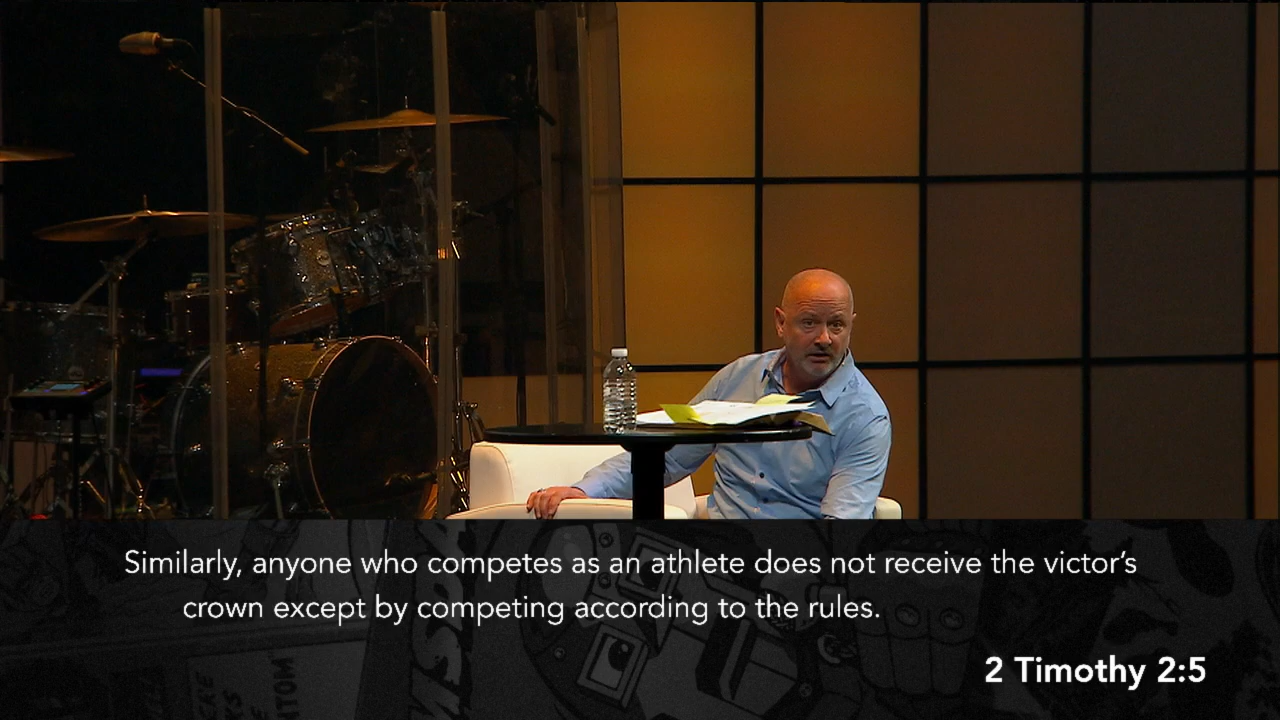 Similarly, anyone who competes as an athlete does not receive the victor’s
crown except by competing according to the rules.
2 Timothy 2:5